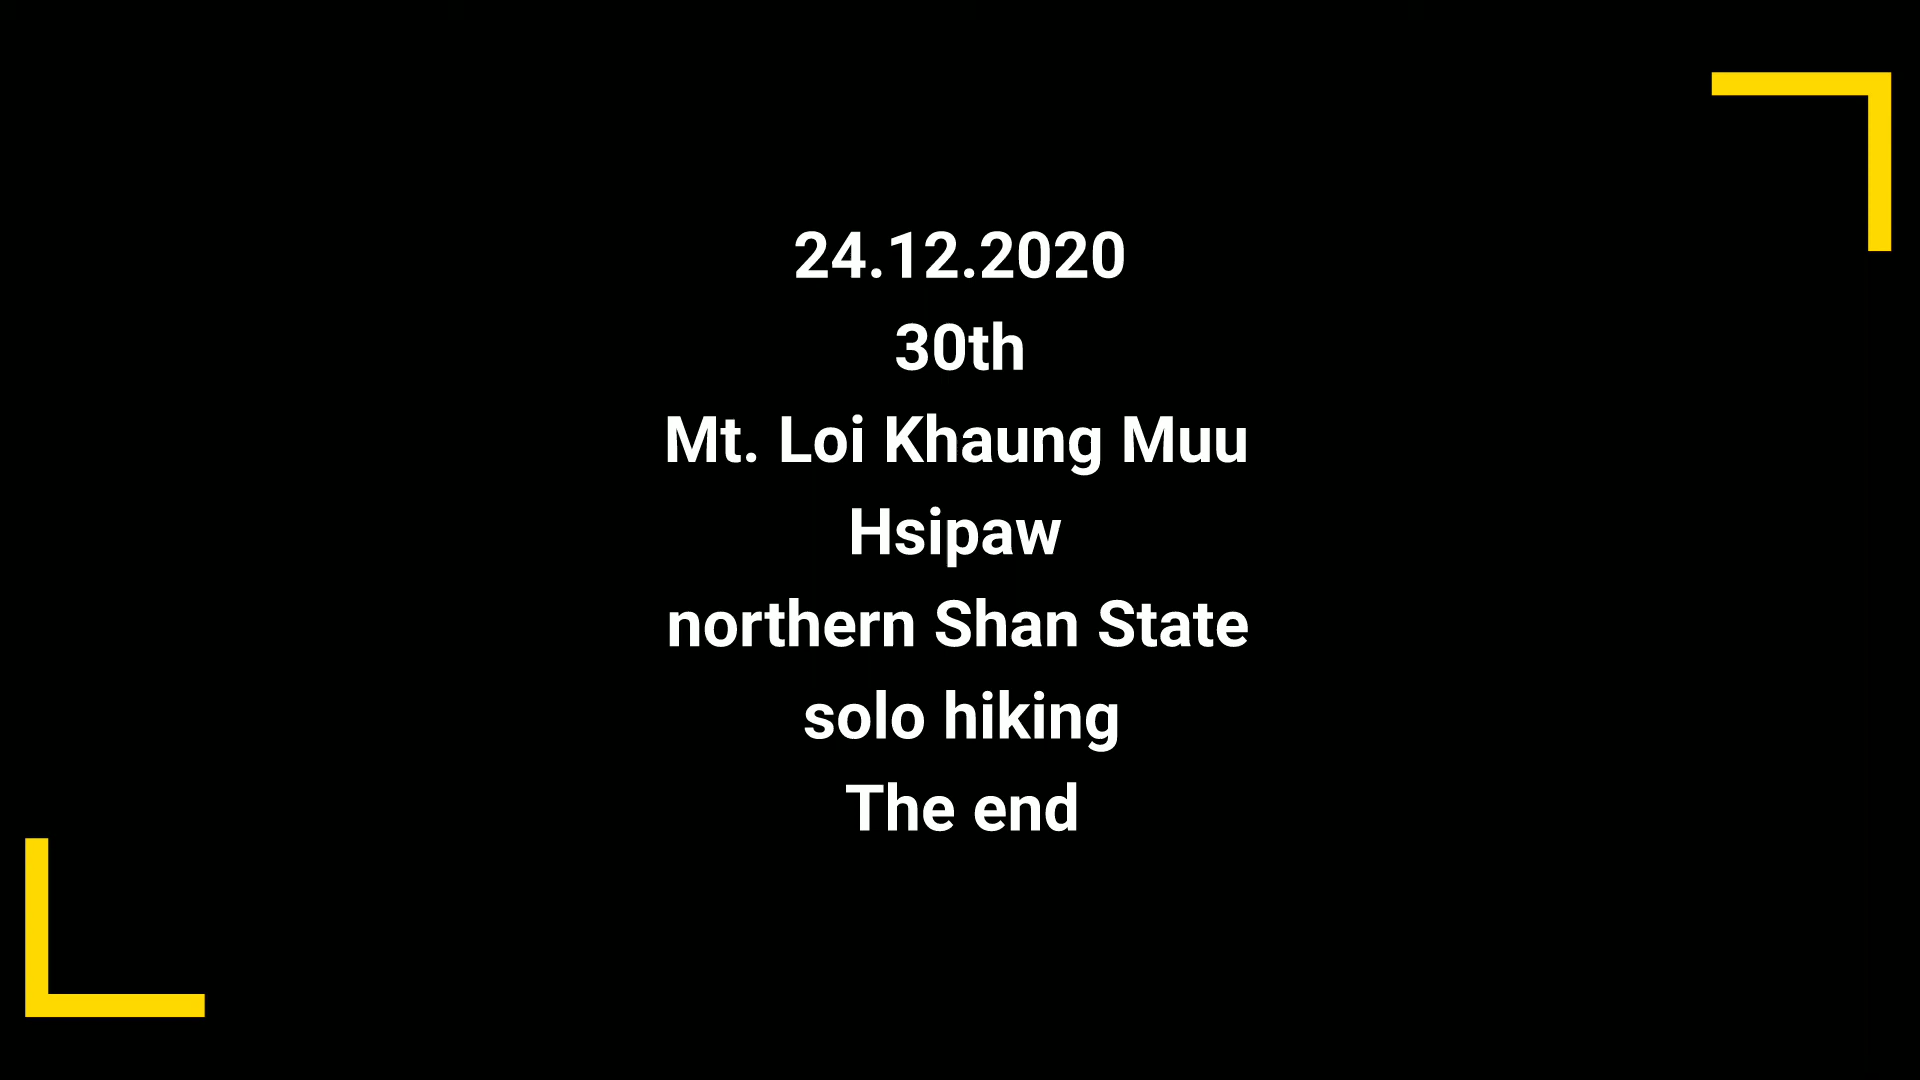 24.12.2020
30th
Mt. Loi Khaung Muu
Hsipaw
northern Shan State
solo hiking
The end